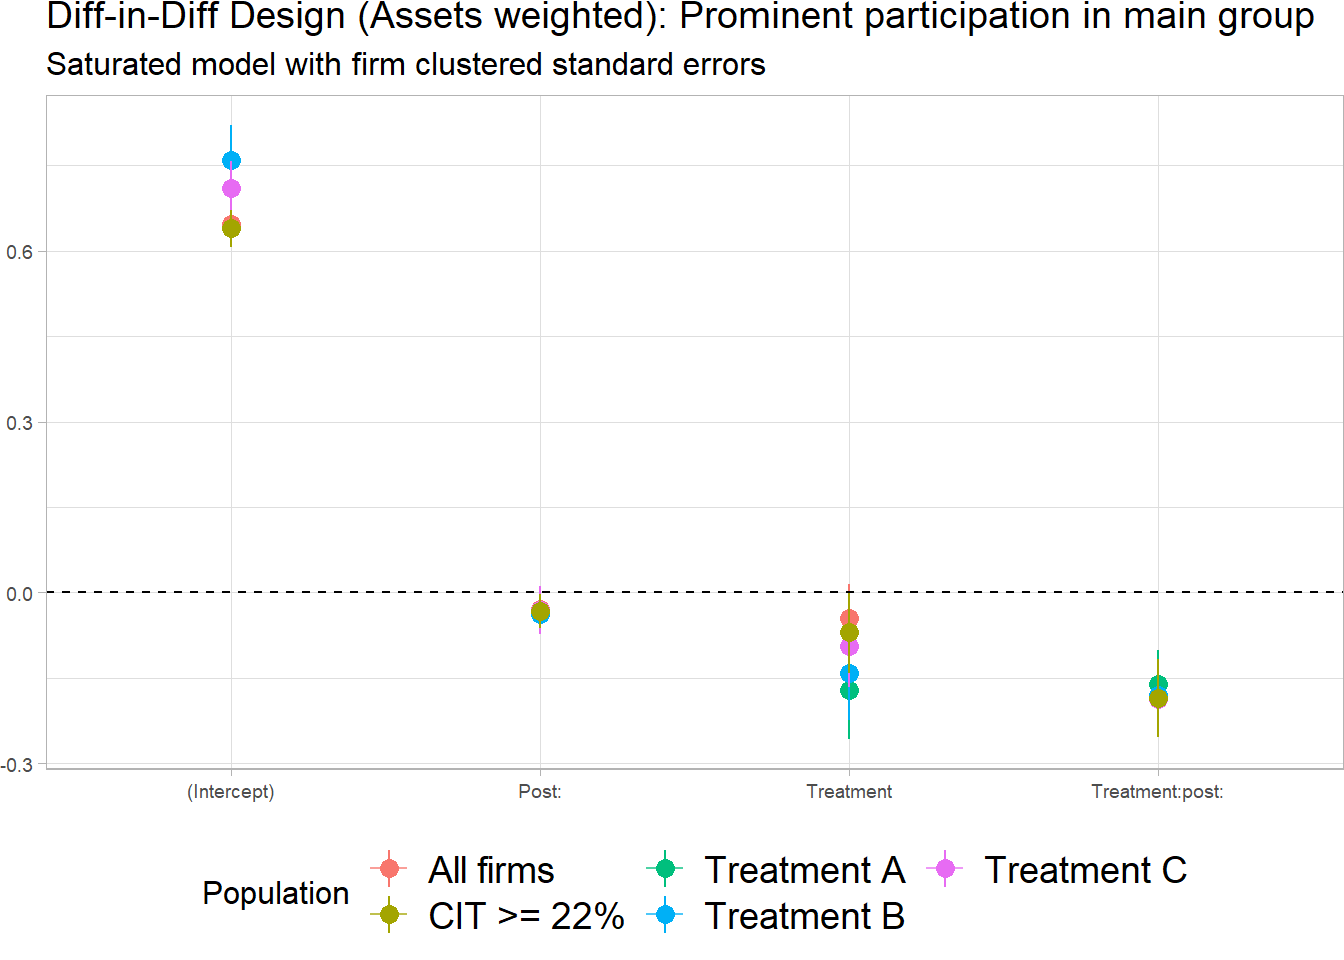 Diff-in-Diff Design (Assets weighted): Prominent participation in main group
Saturated model with firm clustered standard errors
0.6
0.3
0.0
-0.3
(Intercept) Post: Treatment Treatment:post:
Population
All firms Treatment A Treatment C
CIT >= 22% Treatment B